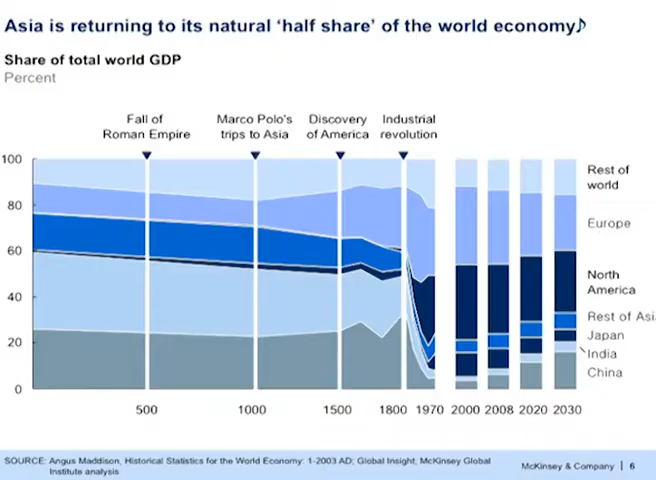 Asia is returning to its natural ‘half share’ of the world economy♪
Share of total world GDP
Percent
Fall of
Roman Empire
Marco Polo's
trips to Asia
Discovery
of America
Industrial
revolution
100
80
60
40
20
0
Rest of
world
Europe
North
America
Rest of Asi
Japan
India
China
500 1000 1500 1800 1970 2000 2008 2020 2030
SOURCE: Angus Maddison, Historical Statistics for the World Economy: 1-2003 AD; Global Insight; McKinsey Global
Institute analysis
McKinsey & Company | 6